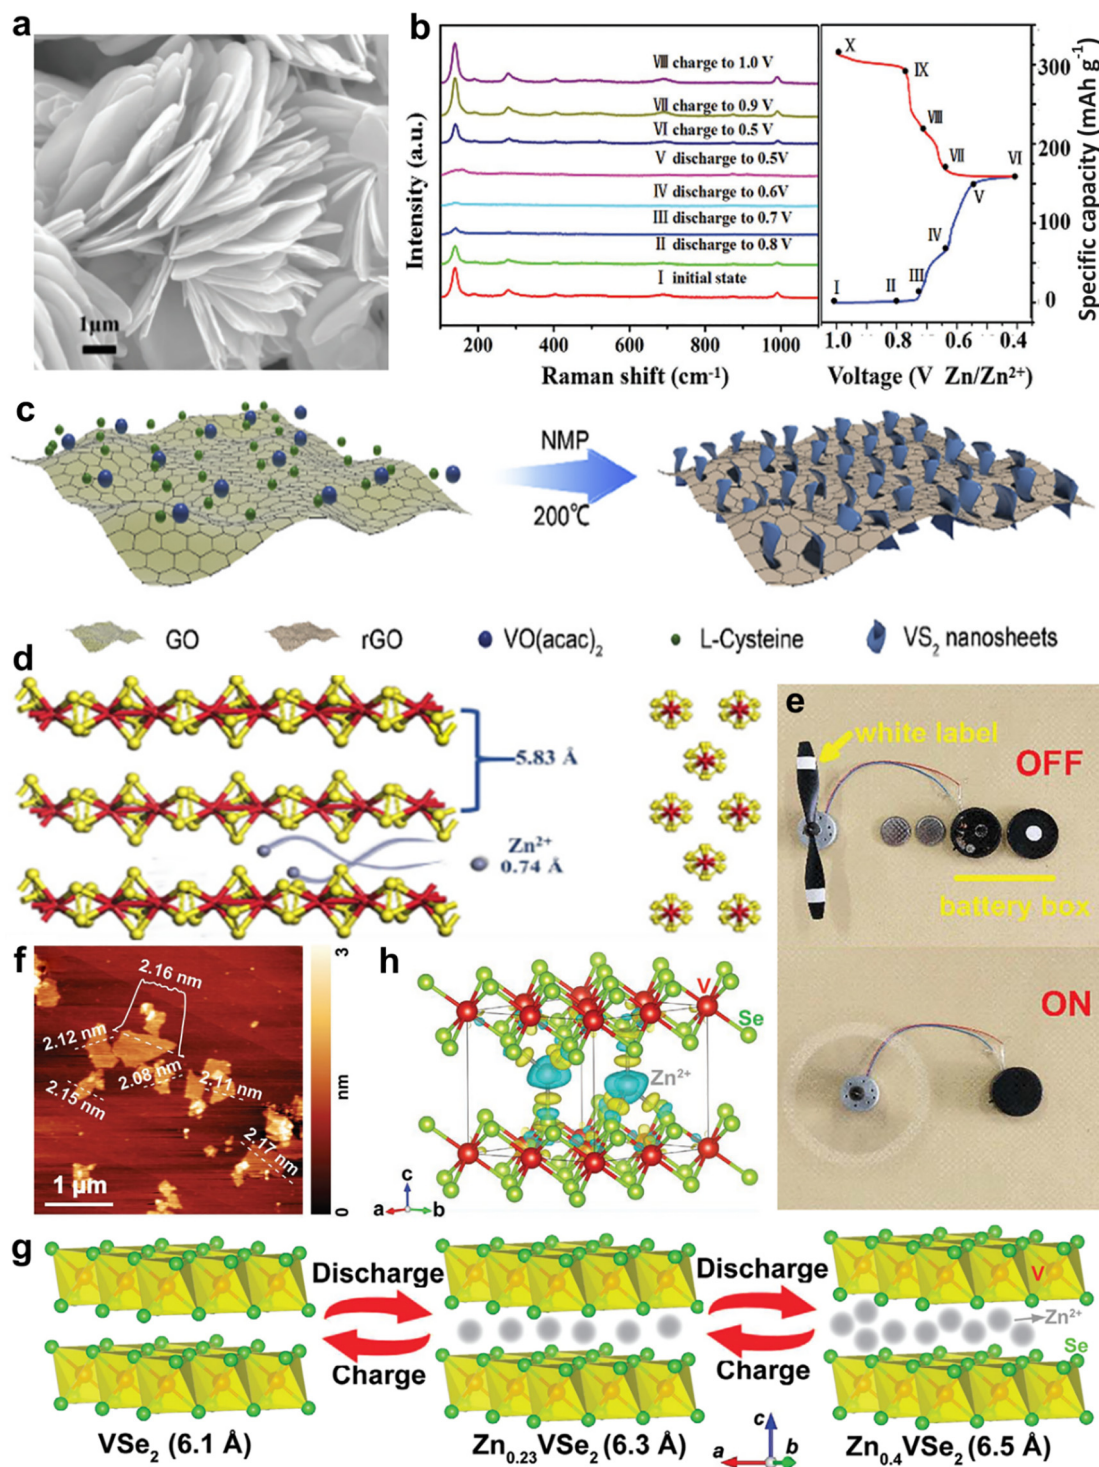 a
1μm
b
Intensity (a.u.)
Ⅷ charge to 1.0 V
Ⅶ charge to 0.9 V
Ⅵ charge to 0.5 V
Ⅴ discharge to 0.5V
Ⅳ discharge to 0.6V
Ⅲ discharge to 0.7 V
Ⅱ discharge to 0.8 V
Ⅰ initial state
200 400 600 800 1000
Raman shift (cm⁻¹)
X
IX
Ⅷ
Ⅶ
Ⅵ
Ⅴ
Ⅳ
Ⅲ
Ⅱ
Ⅰ
300
200
100
0
Specific capacity (mAh g⁻¹)
1.0 0.8 0.6 0.4
Voltage (V Zn/Zn²⁺)
c
NMP
200℃
GO
rGO
VO(acac)₂
L-Cysteine
VS₂ nanosheets
d
5.83 Å
Zn²⁺
0.74 Å
e
white label
OFF
battery box
ON
f
2.16 nm
2.12 nm
2.08 nm
2.11 nm
2.15 nm
2.17 nm
1 μm
3
nm
0
h
V
Se
Zn²⁺
c
a
b
g
Discharge
Charge
Discharge
Charge
V
Zn²⁺
Se
VSe₂ (6.1 Å)
Zn₀.₂₃VSe₂ (6.3 Å)
c
a
b
Zn₀.₄VSe₂ (6.5 Å)